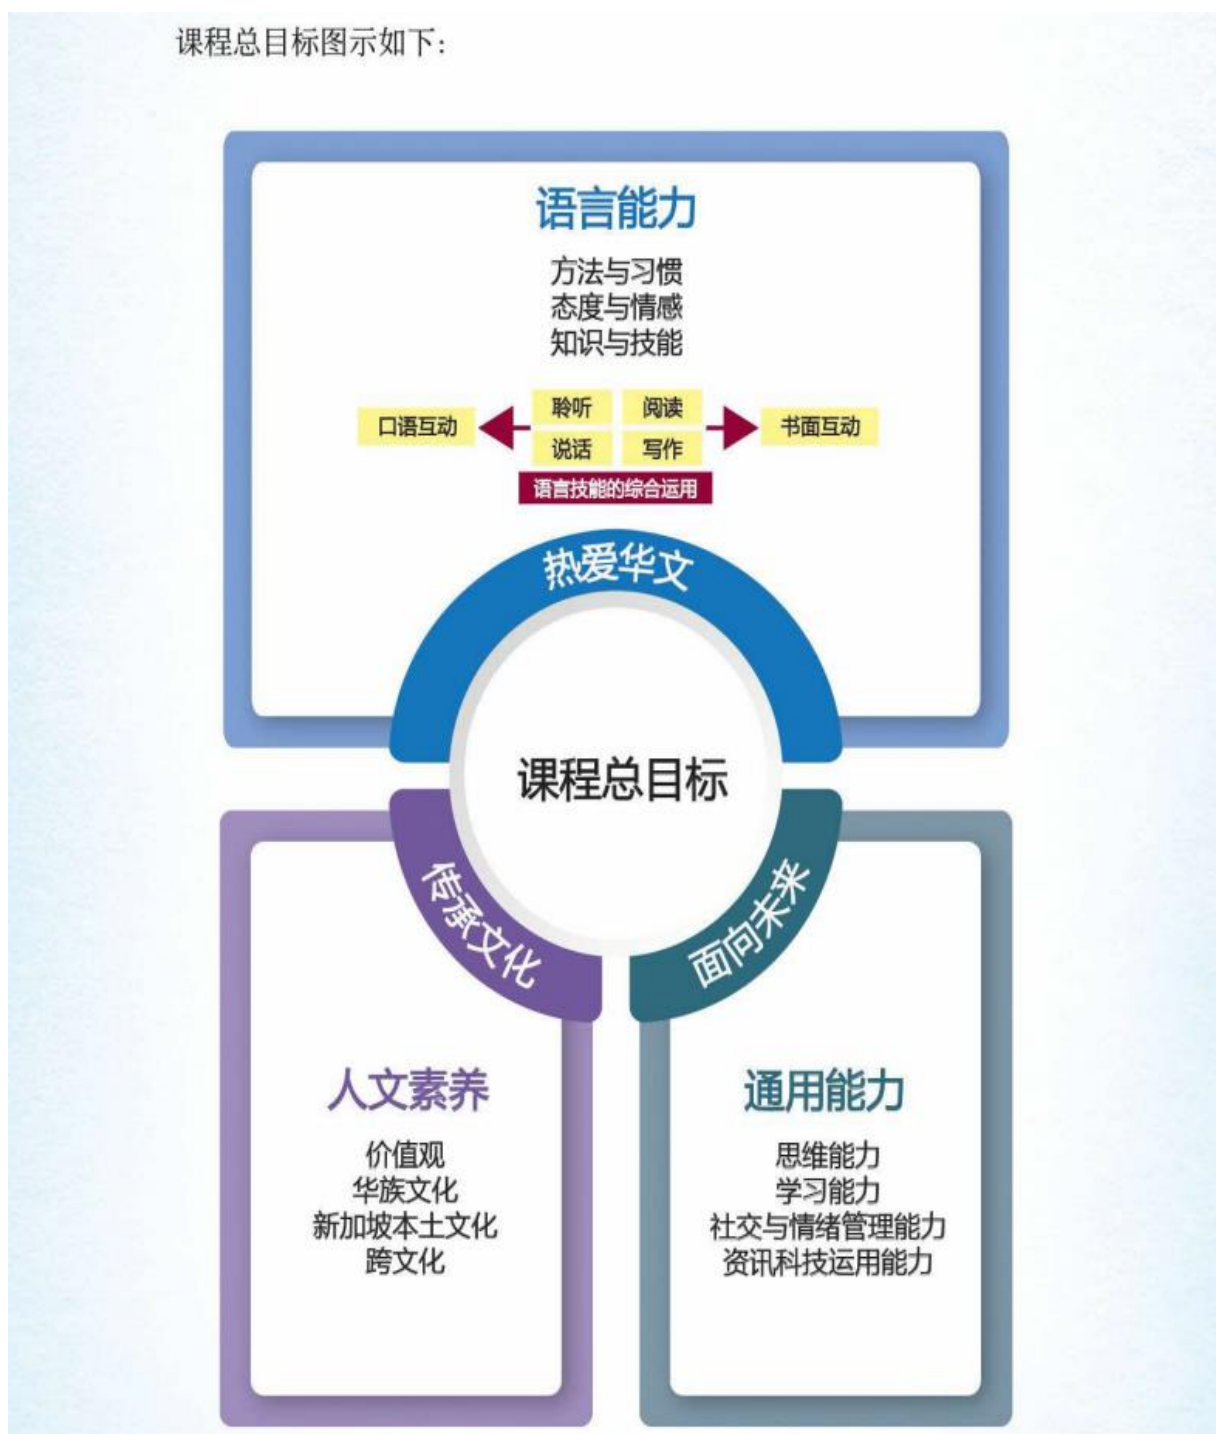 课程总目标图示如下：
语言能力
方法与习惯
态度与情感
知识与技能
口语互动
聆听
阅读
说话
写作
书面互动
语言技能的综合运用
热爱华文
课程总目标
传承文化
面向未来
人文素养
价值观
华族文化
新加坡本土文化
跨文化
通用能力
思维能力
学习能力
社交与情绪管理能力
资讯科技运用能力